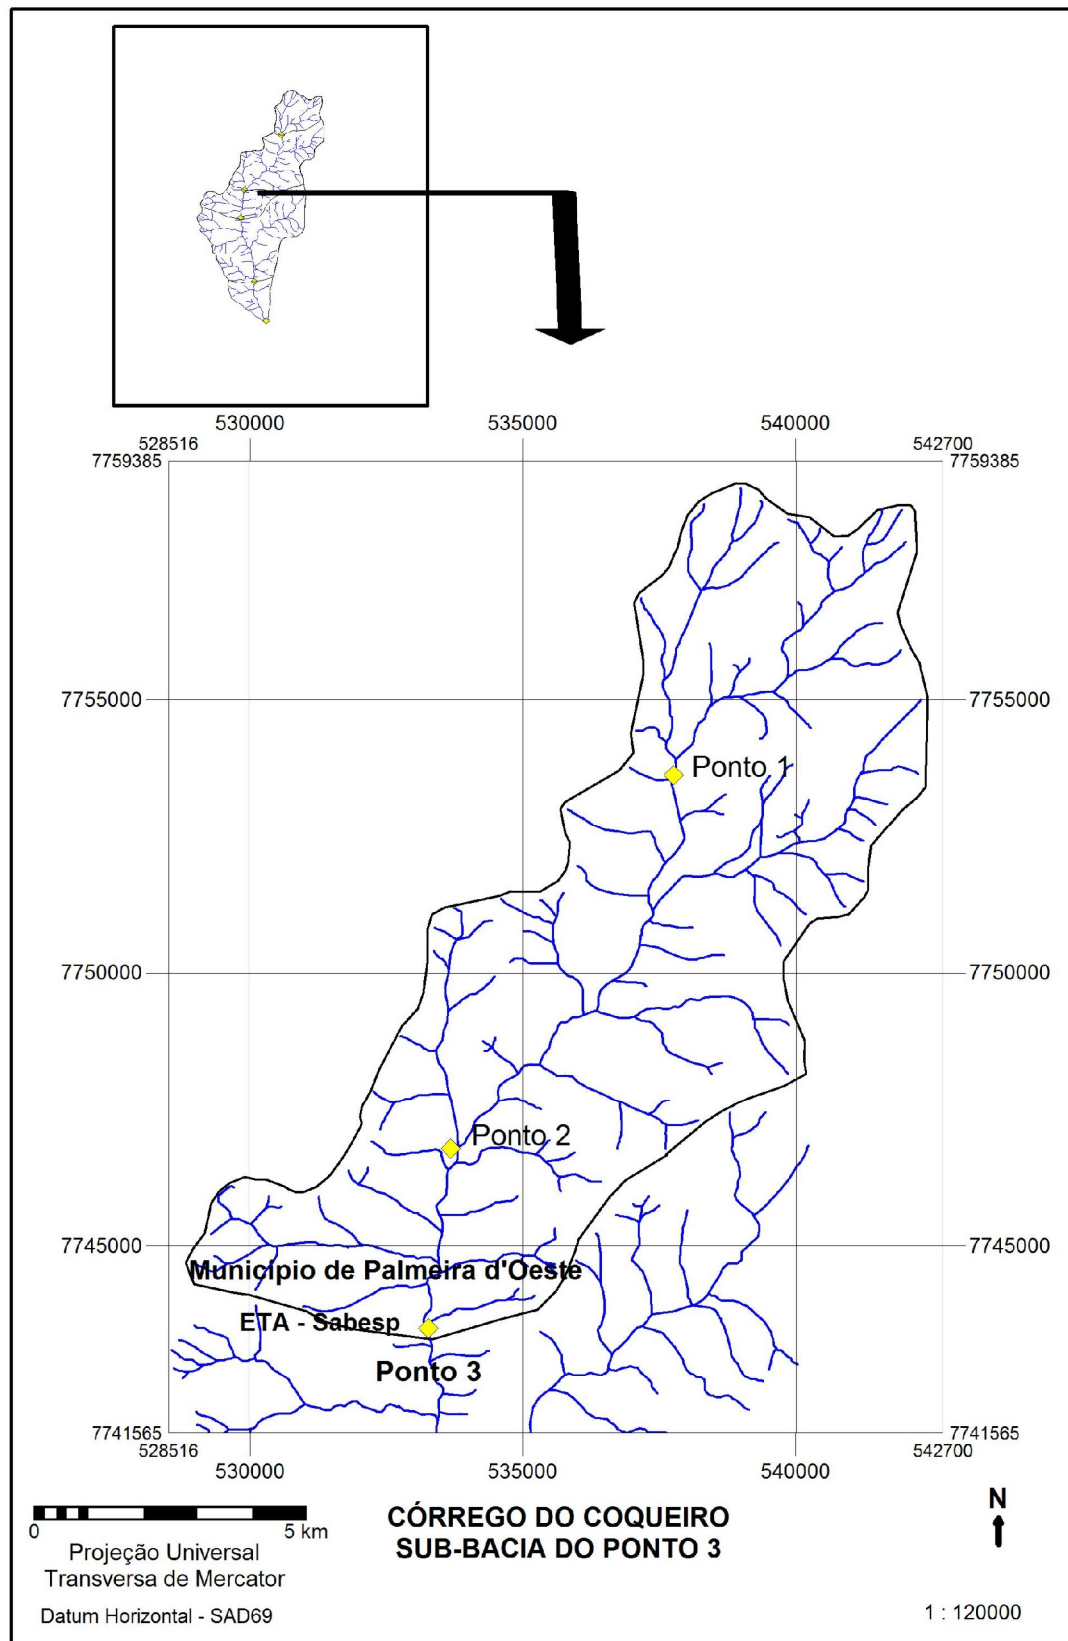 530000 535000 540000
528516 542700
7759385 7759385
7755000 7755000
Ponto 1
7750000 7750000
Ponto 2
7745000 7745000
Município de Palmeira d'Oeste
ETA - Sabesp
Ponto 3
7741565 7741565
528516 542700
530000 535000 540000
0 5 km
Projeção Universal
Transversa de Mercator
Datum Horizontal - SAD69
CÓRREGO DO COQUEIRO
SUB-BACIA DO PONTO 3
N
1 : 120000